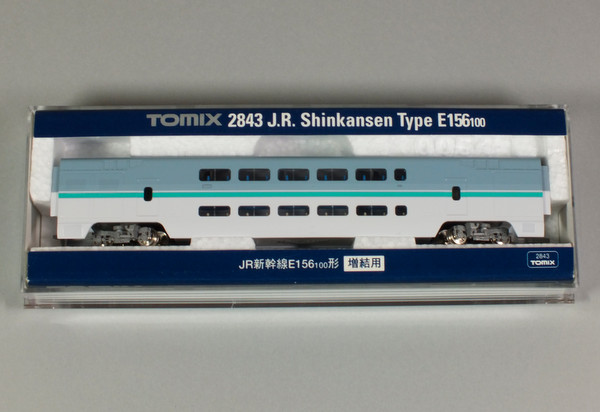 TOMIX 2843 J.R. Shinkansen Type E156100
JR新幹線E156100形 増結用
2843
TOMIX